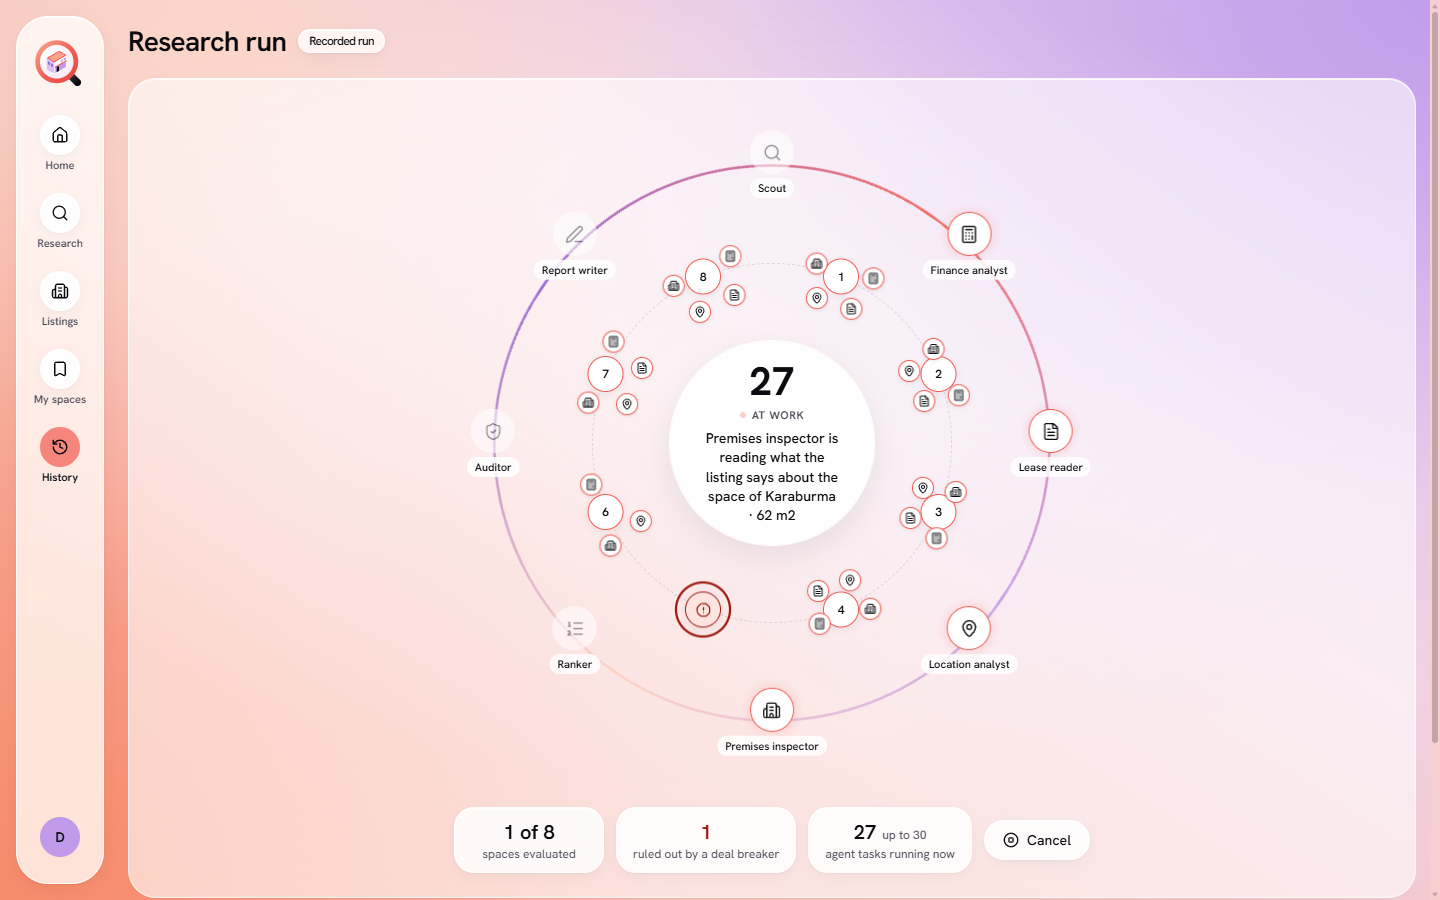 Research run
Recorded run
Home
Research
Listings
My spaces
History
D
Scout
Report writer
Finance analyst
8
1
7
2
27
AT WORK
Premises inspector is
reading what the
listing says about the
space of Karaburma
· 62 m2
Auditor
Lease reader
6
3
4
Ranker
Location analyst
Premises inspector
1 of 8
spaces evaluated
1
ruled out by a deal breaker
27 up to 30
agent tasks running now
Cancel